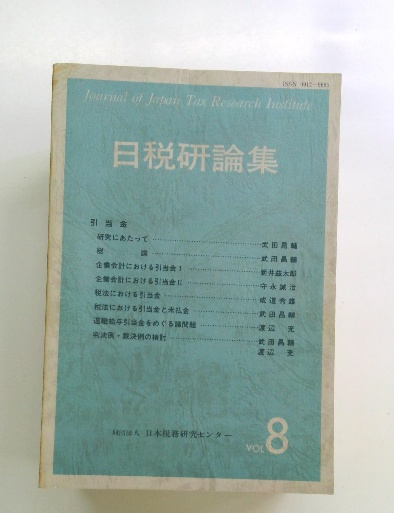 Journal of Japan Tax Research Institute
日税研論集
引当金
研究にあたって 武田昌輔
総論 武田昌輔
企業会計における引当金 I 新井益太郎
企業会計における引当金 II 守永誠治
税法における引当金 成道秀雄
税法における引当金と未払金 武田昌輔
退職給与引当金をめぐる諸問題 渡辺充
判決例・裁決例の検討 武田昌輔
渡辺充
財団法人 日本税務研究センター
VOL 8